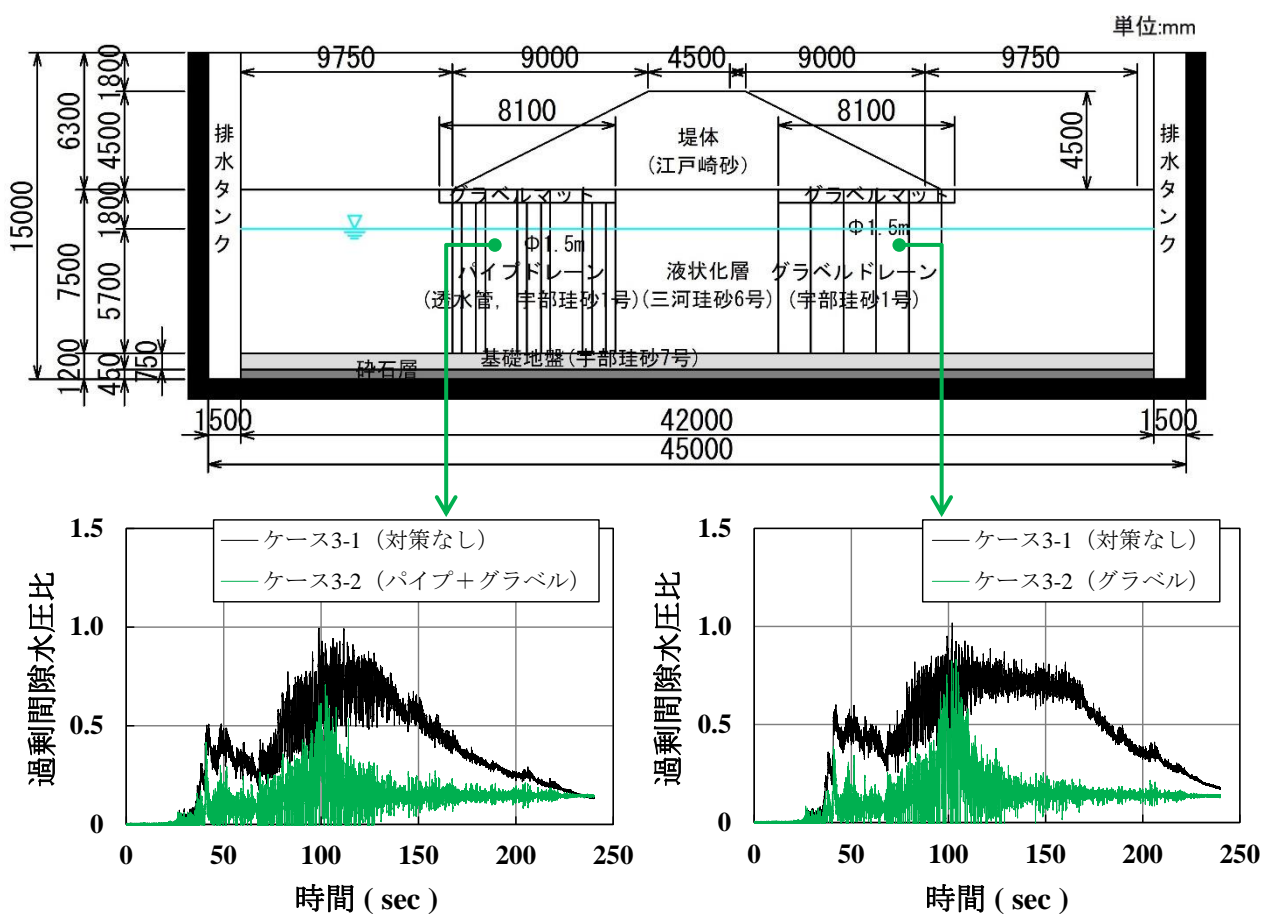 単位:mm
9750
9000
4500
9000
9750
1800
6300
4500
15000
8100
8100
4500
堤体
(江戸崎砂)
排水タンク
排水タンク
グラベルマット
グラベルマット
1800
7500
5700
Φ1.5m
Φ1.5m
パイプドレーン
(透水管, 宇部珪砂1号)
液状化層
(三河珪砂6号)
グラベルドレーン
(宇部珪砂1号)
基礎地盤(宇部珪砂7号)
砕石層
1200
450
750
1500
42000
1500
45000
1.5
1.0
0.5
0
過剰間隙水圧比
ケース3-1(対策なし)
ケース3-2(パイプ+グラベル)
0 50 100 150 200 250
時間 ( sec )
1.5
1.0
0.5
0
過剰間隙水圧比
ケース3-1(対策なし)
ケース3-2(グラベル)
0 50 100 150 200 250
時間 ( sec )